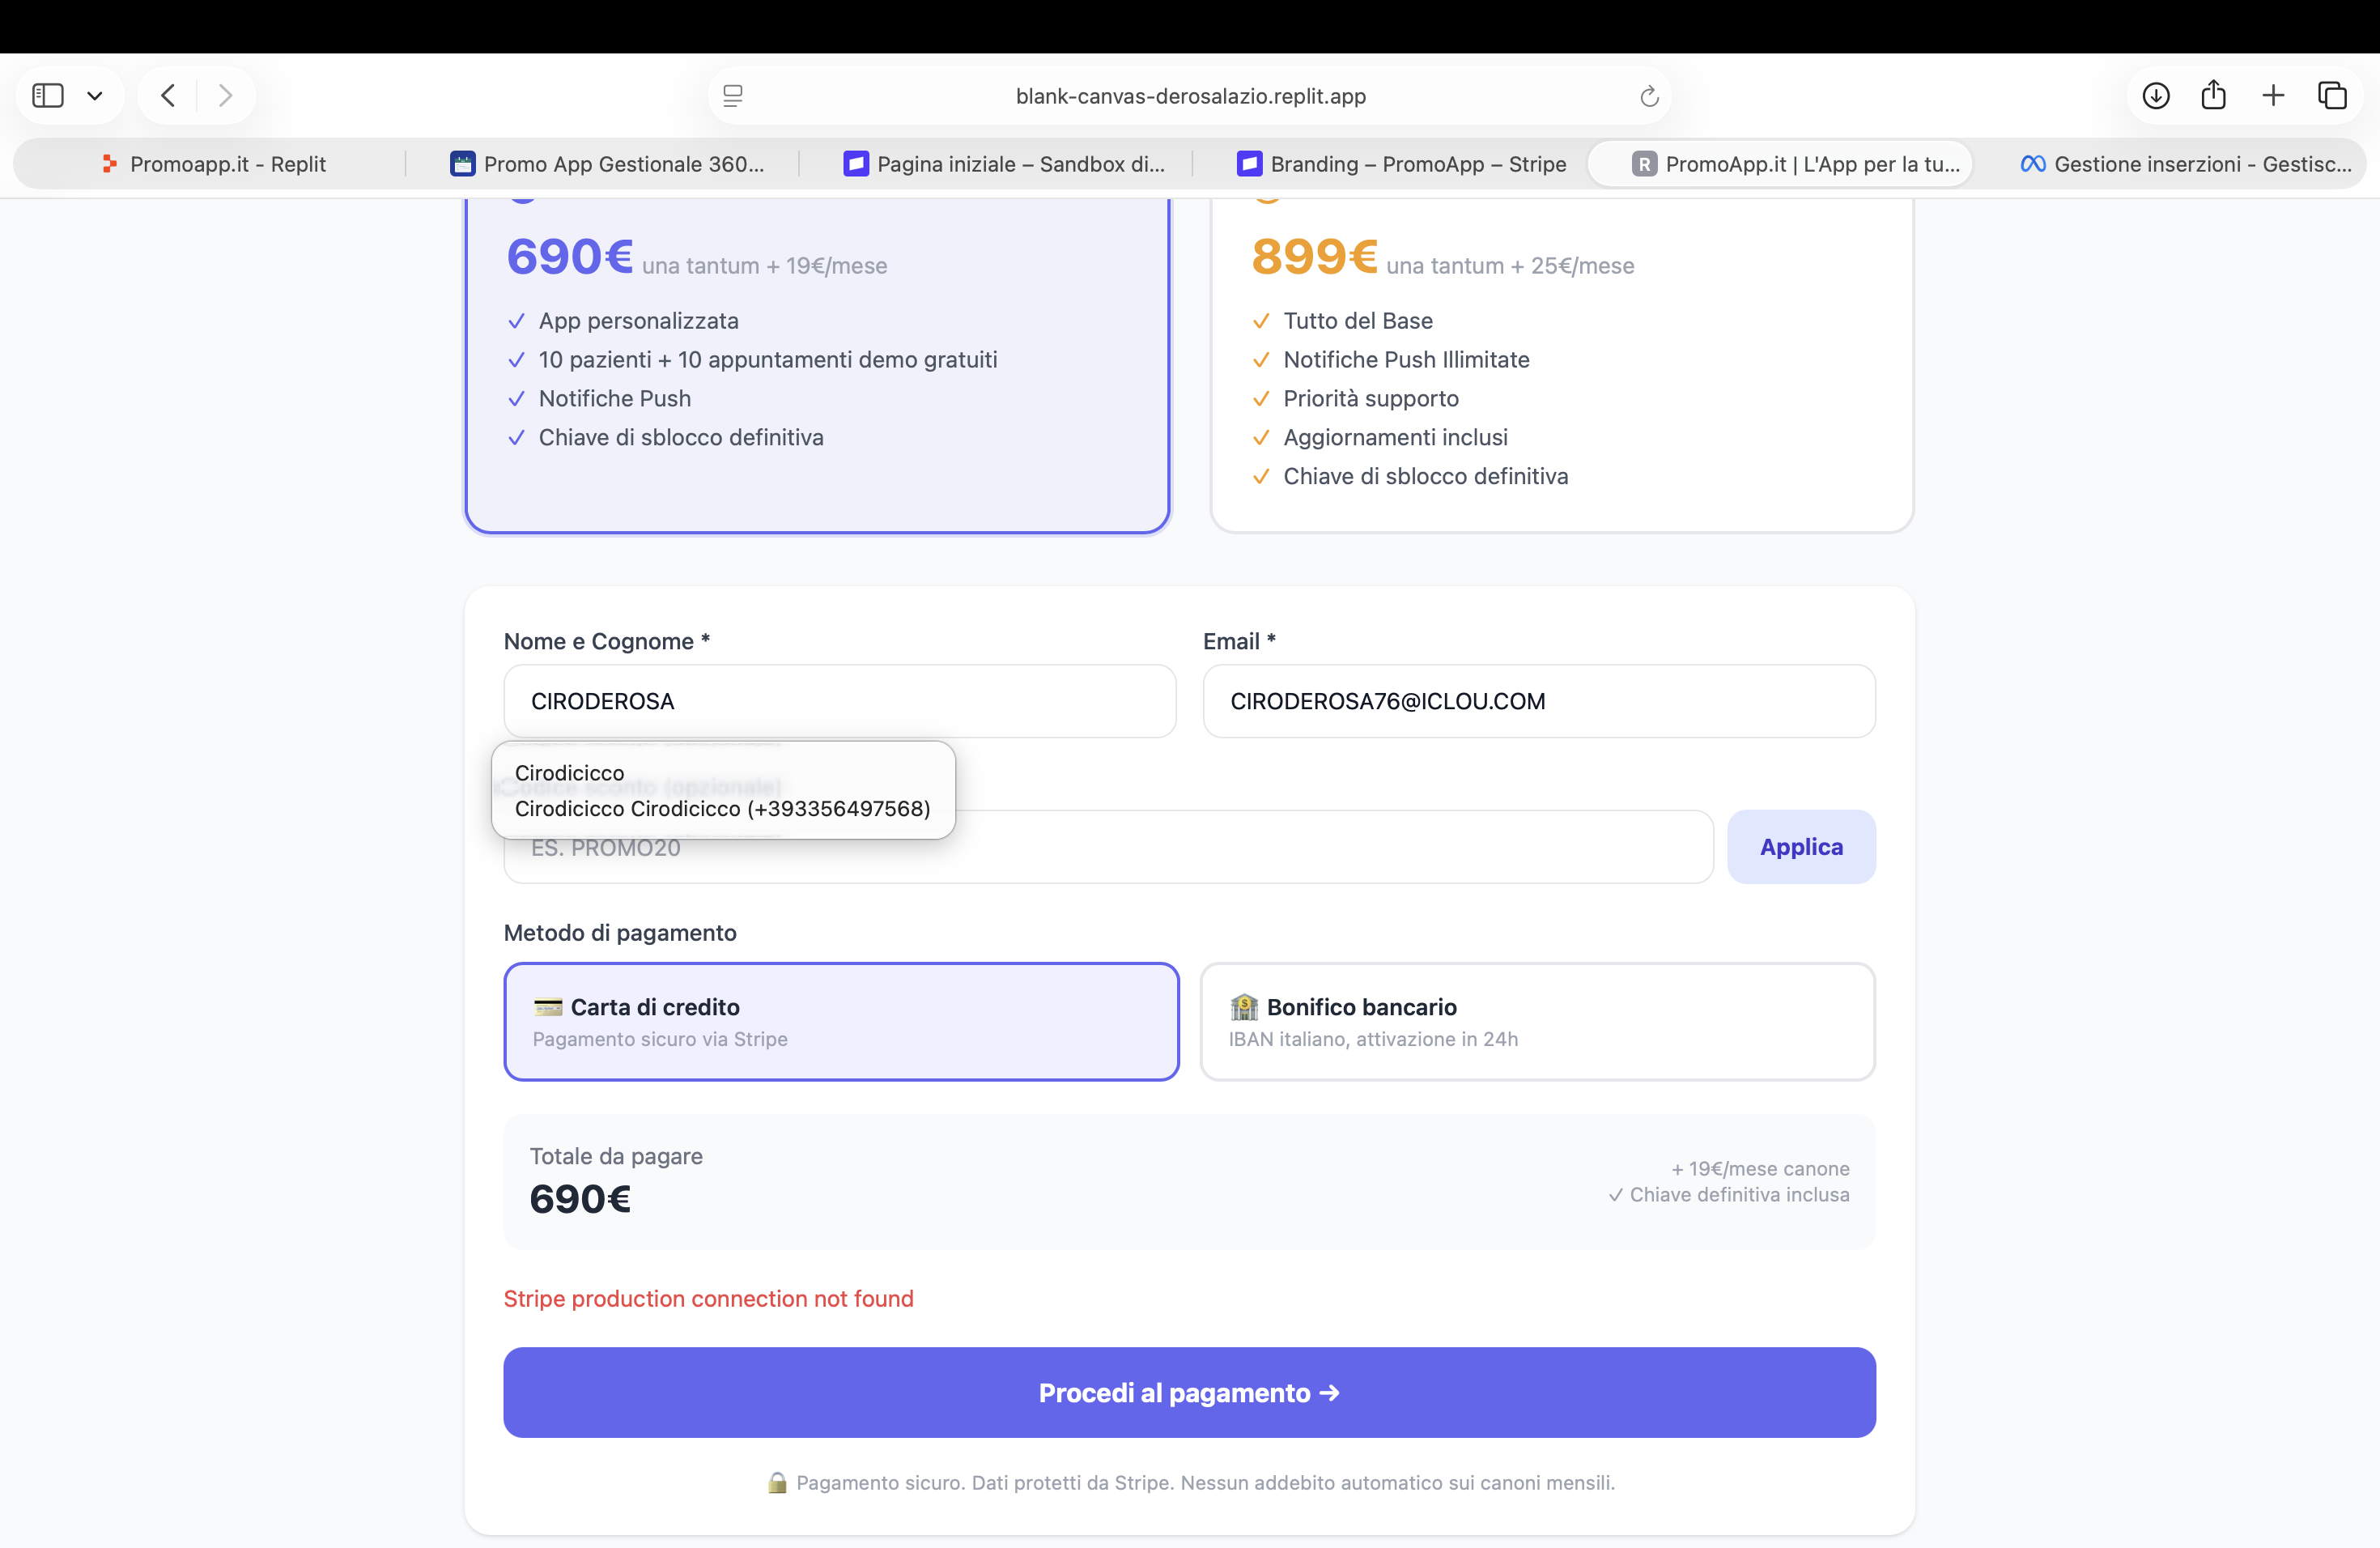 blank-canvas-derosalazio.replit.app
Promoapp.it - Replit
Promo App Gestionale 360...
Pagina iniziale – Sandbox di...
Branding – PromoApp – Stripe
R PromoApp.it | L'App per la tu...
Gestione inserzioni - Gestisc...
690€ una tantum + 19€/mese
✓ App personalizzata
✓ 10 pazienti + 10 appuntamenti demo gratuiti
✓ Notifiche Push
✓ Chiave di sblocco definitiva
899€ una tantum + 25€/mese
✓ Tutto del Base
✓ Notifiche Push Illimitate
✓ Priorità supporto
✓ Aggiornamenti inclusi
✓ Chiave di sblocco definitiva
Nome e Cognome *
CIRODEROSA
Email *
CIRODEROSA76@ICLOU.COM
Cirodicicco
Cirodicicco Cirodicicco (+393356497568)
Codice sconto (opzionale)
ES. PROMO20
Applica
Metodo di pagamento
💳 Carta di credito
Pagamento sicuro via Stripe
🏦 Bonifico bancario
IBAN italiano, attivazione in 24h
Totale da pagare
690€
+ 19€/mese canone
✓ Chiave definitiva inclusa
Stripe production connection not found
Procedi al pagamento →
🔒 Pagamento sicuro. Dati protetti da Stripe. Nessun addebito automatico sui canoni mensili.